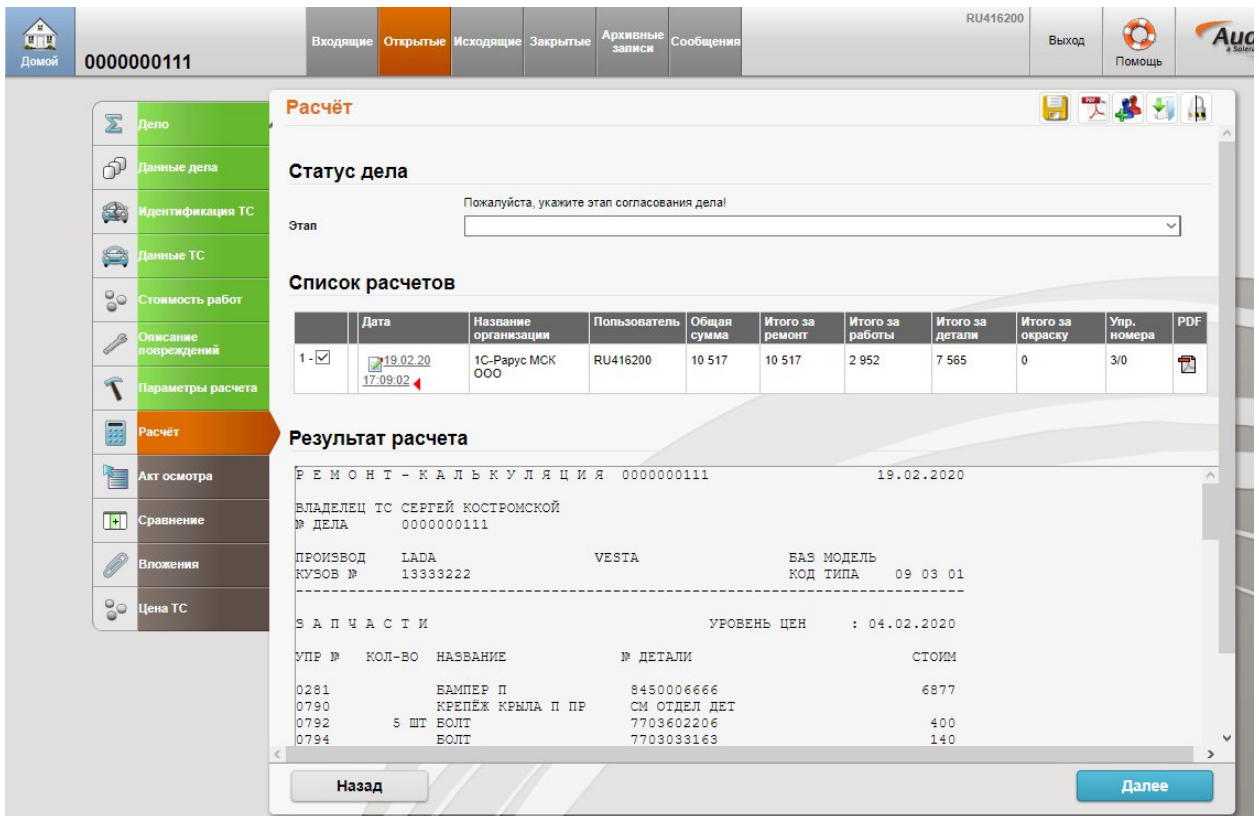 RU416200
Домой
0000000111
Входящие
Открытые
Исходящие
Закрытые
Архивные
записи
Сообщения
Выход
Помощь
Дело
Данные дела
Идентификация ТС
Данные ТС
Стоимость работ
Описание
повреждений
Параметры расчета
Расчёт
Акт осмотра
Сравнение
Вложения
Цена ТС
Расчёт
Статус дела
Пожалуйста, укажите этап согласования дела!
Этап
Список расчетов
Дата Название организации Пользователь Общая сумма Итого за ремонт Итого за работы Итого за детали Итого за окраску Упр. номера PDF
1 - 19.02.20 17:09:02 1С-Рарус МСК ООО RU416200 10 517 10 517 2 952 7 565 0 3/0
Результат расчета
Р Е М О Н Т - К А Л Ь К У Л Я Ц И Я 0000000111 19.02.2020
ВЛАДЕЛЕЦ ТС СЕРГЕЙ КОСТРОМСКОЙ
№ ДЕЛА 0000000111
ПРОИЗВОД LADA VESTA БАЗ МОДЕЛЬ
КУЗОВ № 13333222 КОД ТИПА 09 03 01
З А П Ч А С Т И УРОВЕНЬ ЦЕН : 04.02.2020
УПР № КОЛ-ВО НАЗВАНИЕ № ДЕТАЛИ СТОИМ
0281 БАМПЕР П 8450006666 6877
0790 КРЕПЁЖ КРЫЛА П ПР СМ ОТДЕЛ ДЕТ
0792 5 ШТ БОЛТ 7703602206 400
0794 БОЛТ 7703033163 140
Назад
Далее